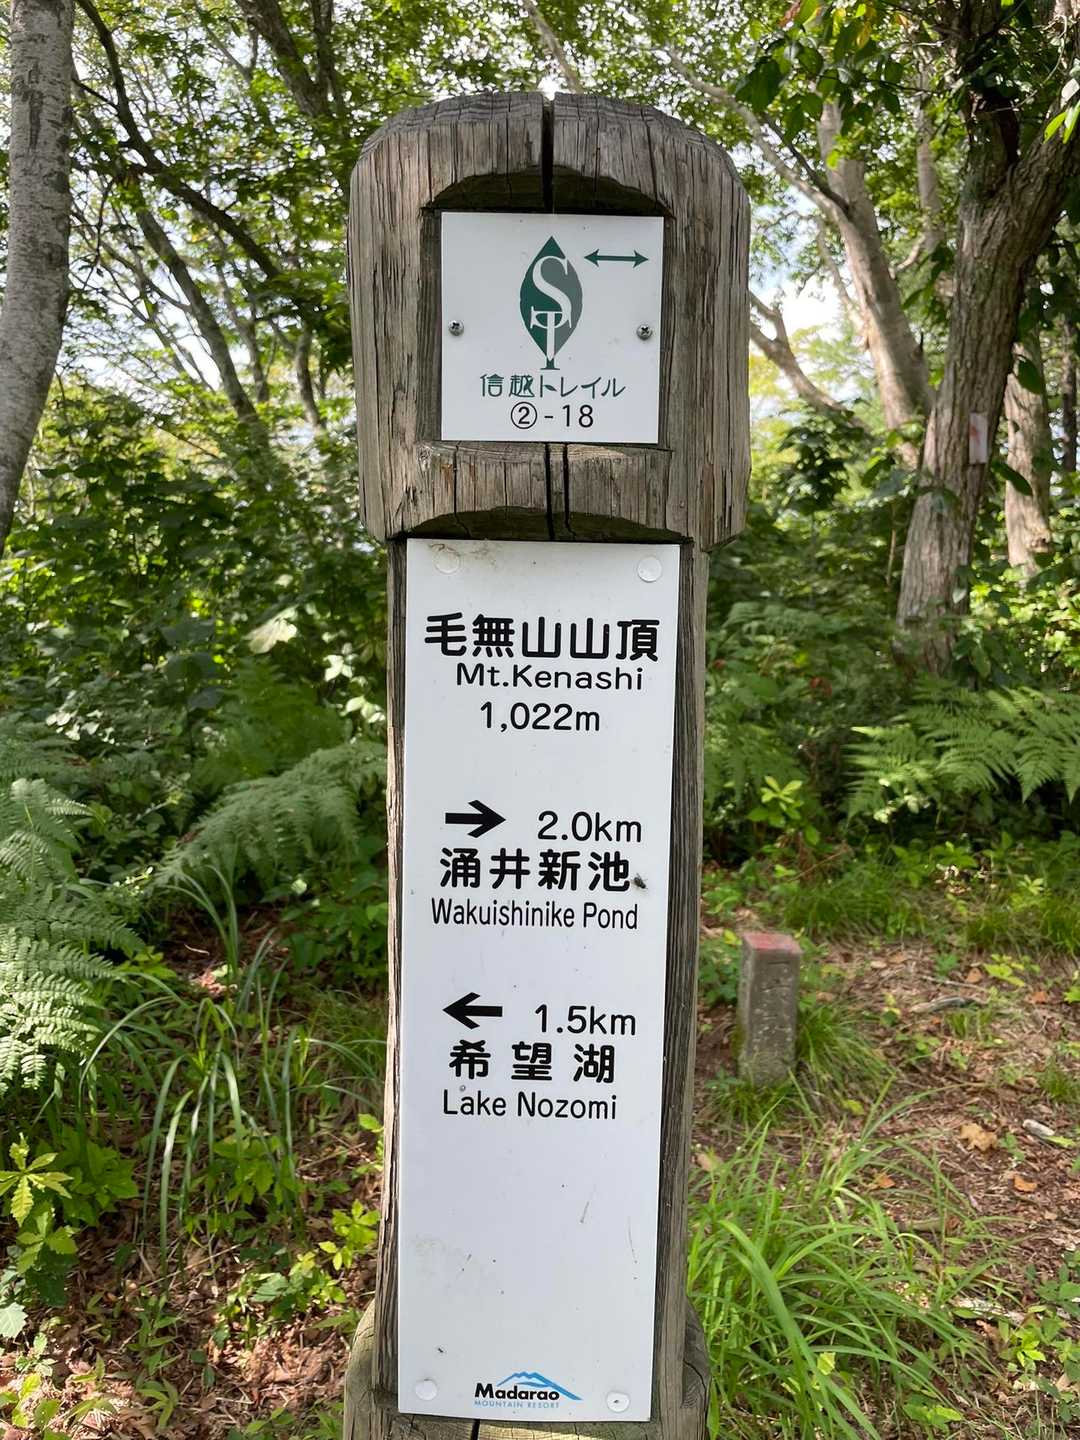 ST
信越トレイル
②-18
毛無山山頂
Mt.Kenashi
1,022m
→ 2.0km
涌井新池
Wakuishinike Pond
← 1.5km
希望湖
Lake Nozomi
Madarao
MOUNTAIN RESORT